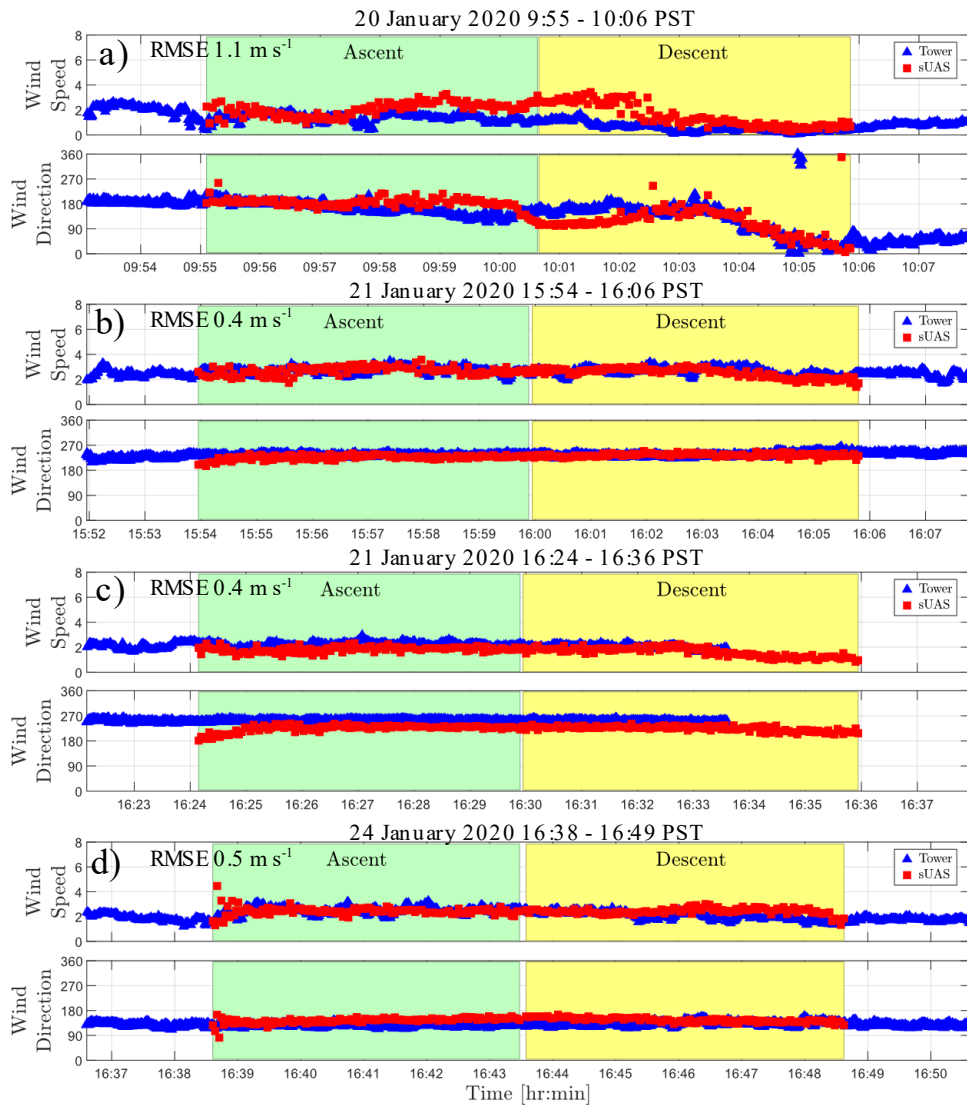 20 January 2020 9:55 - 10:06 PST
a) RMSE 1.1 m s-1 Ascent Descent
Tower
sUAS
Wind Speed
8
6
4
2
0
Wind Direction
360
270
180
90
0
09:54 09:55 09:56 09:57 09:58 09:59 10:00 10:01 10:02 10:03 10:04 10:05 10:06 10:07
21 January 2020 15:54 - 16:06 PST
b) RMSE 0.4 m s-1 Ascent Descent
Tower
sUAS
Wind Speed
8
6
4
2
0
Wind Direction
360
270
180
90
0
15:52 15:53 15:54 15:55 15:56 15:57 15:58 15:59 16:00 16:01 16:02 16:03 16:04 16:05 16:06 16:07
21 January 2020 16:24 - 16:36 PST
c) RMSE 0.4 m s-1 Ascent Descent
Tower
sUAS
Wind Speed
8
6
4
2
0
Wind Direction
360
270
180
90
0
16:23 16:24 16:25 16:26 16:27 16:28 16:29 16:30 16:31 16:32 16:33 16:34 16:35 16:36 16:37
24 January 2020 16:38 - 16:49 PST
d) RMSE 0.5 m s-1 Ascent Descent
Tower
sUAS
Wind Speed
8
6
4
2
0
Wind Direction
360
270
180
90
0
16:37 16:38 16:39 16:40 16:41 16:42 16:43 16:44 16:45 16:46 16:47 16:48 16:49 16:50
Time [hr:min]